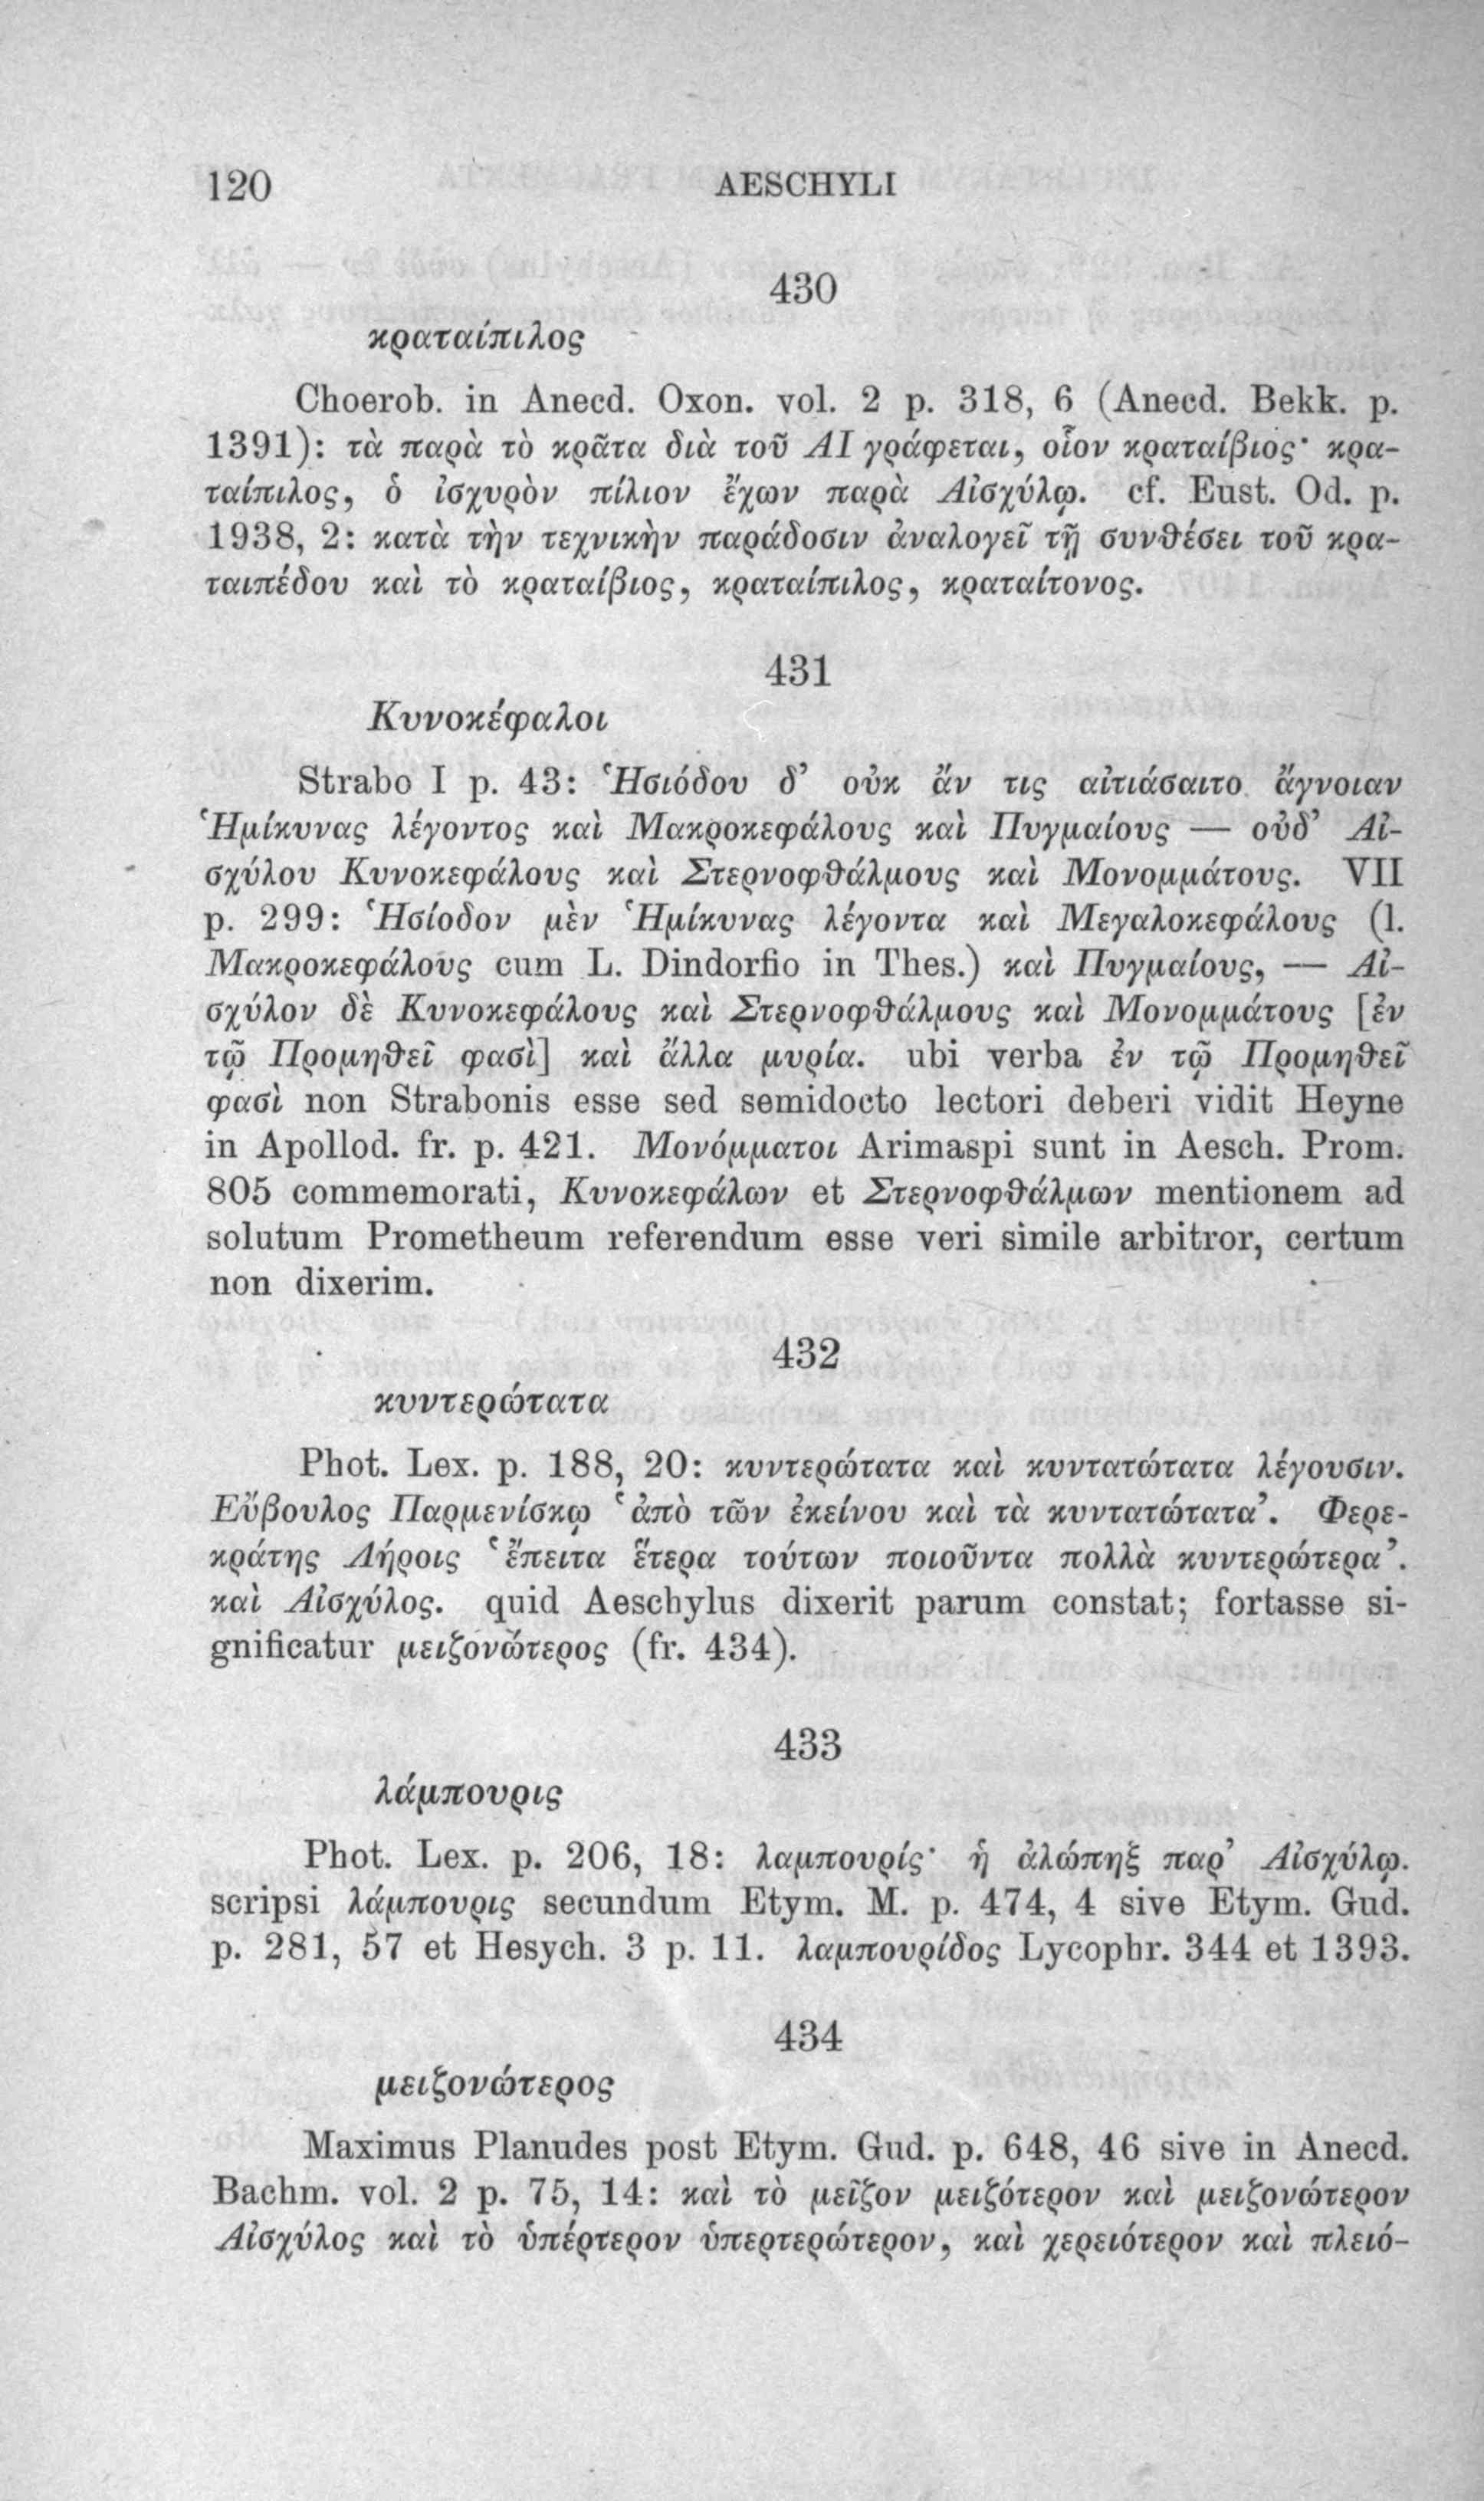 120 AESCHYLI
430
κραταίπιλος
Choerob. in Anecd. Oxon. vol. 2 p. 318, 6 (Anecd. Bekk. p.
1391): τὰ παρὰ τὸ κρᾶτα διὰ τοῦ ΑΙ γράφεται, οἷον κραταίβιος· κρα-
ταίπιλος, ὁ ἰσχυρὸν πίλιον ἔχων παρὰ Αἰσχύλῳ. cf. Eust. Od. p.
1938, 2: κατὰ τὴν τεχνικὴν παράδοσιν ἀναλογεῖ τῇ συνθέσει τοῦ κρα-
ταιπέδου καὶ τὸ κραταίβιος, κραταίπιλος, κραταίτονος.
431
Κυνοκέφαλοι
Strabo I p. 43: Ἡσιόδου δ’ οὐκ ἄν τις αἰτιάσαιτο ἄγνοιαν
Ἡμίκυνας λέγοντος καὶ Μακροκεφάλους καὶ Πυγμαίους — οὐδ’ Αἰ-
σχύλου Κυνοκεφάλους καὶ Στερνοφθάλμους καὶ Μονομμάτους. VII
p. 299: Ἡσίοδον μὲν Ἡμίκυνας λέγοντα καὶ Μεγαλοκεφάλους (l.
Μακροκεφάλους cum L. Dindorfio in Thes.) καὶ Πυγμαίους, — Αἰ-
σχύλον δὲ Κυνοκεφάλους καὶ Στερνοφθάλμους καὶ Μονομμάτους [ἐν
τῷ Προμηθεῖ φασὶ] καὶ ἄλλα μυρία. ubi verba ἐν τῷ Προμηθεῖ
φασὶ non Strabonis esse sed semidocto lectori deberi vidit Heyne
in Apollod. fr. p. 421. Μονόμματοι Arimaspi sunt in Aesch. Prom.
805 commemorati, Κυνοκεφάλων et Στερνοφθάλμων mentionem ad
solutum Prometheum referendum esse veri simile arbitror, certum
non dixerim.
432
κυντερώτατα
Phot. Lex. p. 188, 20: κυντερώτατα καὶ κυντατώτατα λέγουσιν.
Εὔβουλος Παρμενίσκῳ ‘ἀπὸ τῶν ἐκείνου καὶ τὰ κυντατώτατα’. Φερε-
κράτης Λήροις ‘ἔπειτα ἕτερα τούτων ποιοῦντα πολλὰ κυντερώτερα’.
καὶ Αἰσχύλος. quid Aeschylus dixerit parum constat; fortasse si-
gnificatur μειζονώτερος (fr. 434).
433
λάμπουρις
Phot. Lex. p. 206, 18: λαμπουρίς· ἡ ἀλώπηξ παρ’ Αἰσχύλῳ.
scripsi λάμπουρις secundum Etym. M. p. 474, 4 sive Etym. Gud.
p. 281, 57 et Hesych. 3 p. 11. λαμπουρίδος Lycophr. 344 et 1393.
434
μειζονώτερος
Maximus Planudes post Etym. Gud. p. 648, 46 sive in Anecd.
Bachm. vol. 2 p. 75, 14: καὶ τὸ μεῖζον μειζότερον καὶ μειζονώτερον
Αἰσχύλος καὶ τὸ ὑπέρτερον ὑπερτερώτερον, καὶ χερειότερον καὶ πλειό-